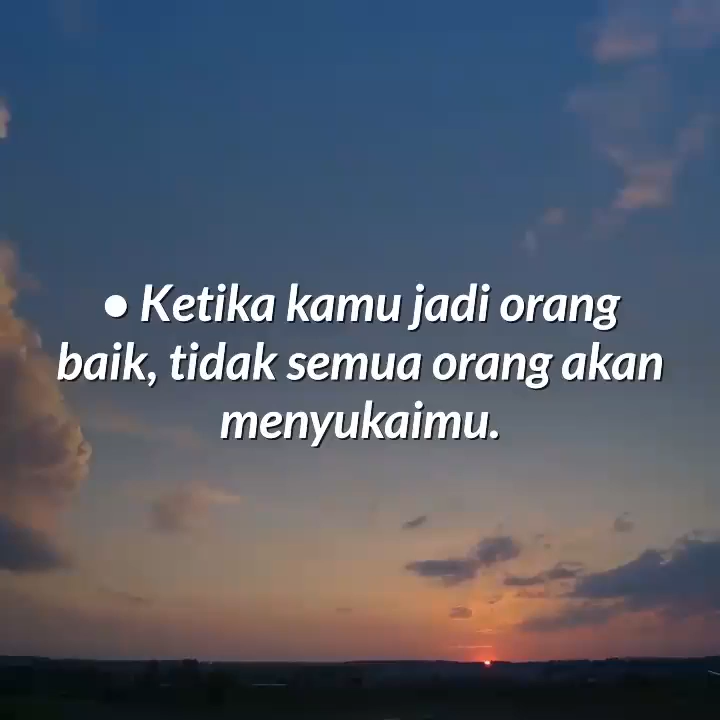 ● Ketika kamu jadi orang
baik, tidak semua orang akan
menyukaimu.